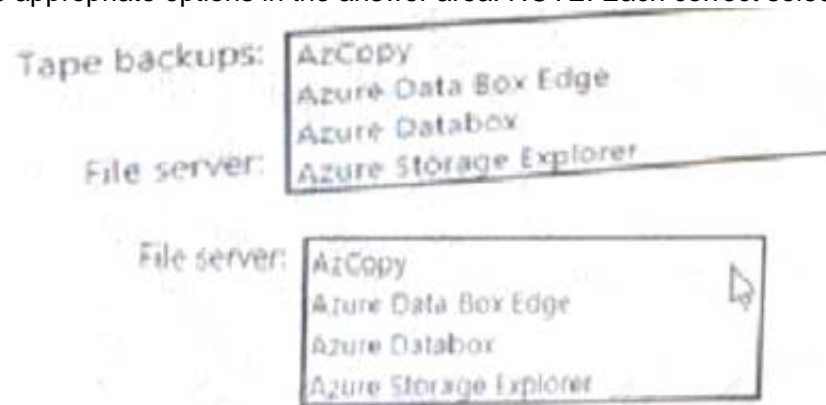 appropriate options in the answer area. NOTE: Each correct
Tape backups:
AzCopy
Azure Data Box Edge
Azure Databox
Azure Storage Explorer
File server:
File server:
AzCopy
Azure Data Box Edge
Azure Databox
Azure Storage Explorer